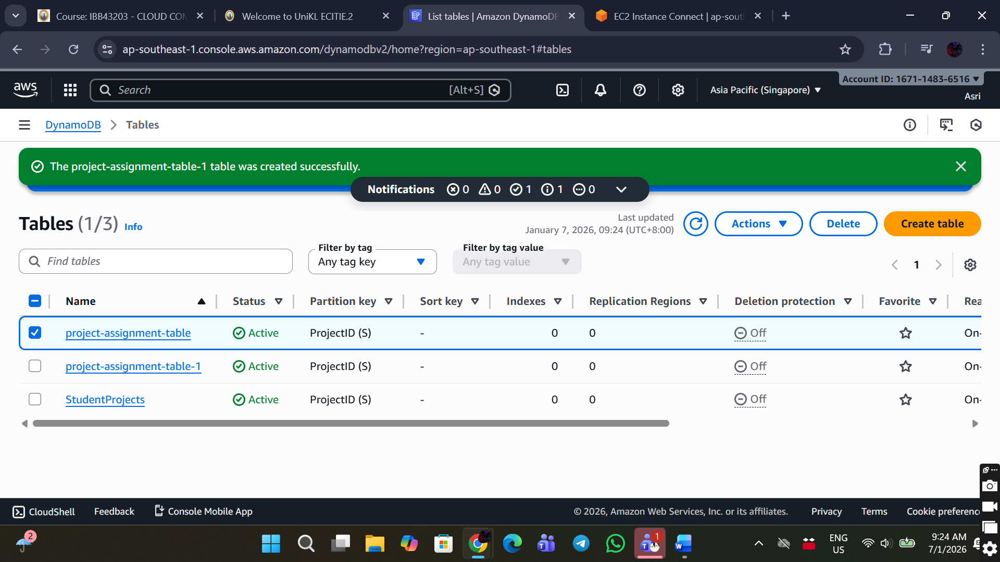 Course: IBB43203 - CLOUD CON
Welcome to UniKL ECITIE.2
List tables | Amazon DynamoDB
EC2 Instance Connect | ap-sout
ap-southeast-1.console.aws.amazon.com/dynamodbv2/home?region=ap-southeast-1#tables
aws
Search
[Alt+S]
Asia Pacific (Singapore)
Account ID: 1671-1483-6516
Asri
DynamoDB
Tables
The project-assignment-table-1 table was created successfully.
Notifications 0 0 1 1 0
Tables (1/3) Info
Last updated
January 7, 2026, 09:24 (UTC+8:00)
Actions
Delete
Create table
Find tables
Filter by tag
Any tag key
Filter by tag value
Any tag value
1
Name Status Partition key Sort key Indexes Replication Regions Deletion protection Favorite Rea
project-assignment-table Active ProjectID (S) - 0 0 Off On-
project-assignment-table-1 Active ProjectID (S) - 0 0 Off On-
StudentProjects Active ProjectID (S) - 0 0 Off On-
CloudShell Feedback Console Mobile App © 2026, Amazon Web Services, Inc. or its affiliates. Privacy Terms Cookie preference
2
1
ENG
US
9:24 AM
7/1/2026